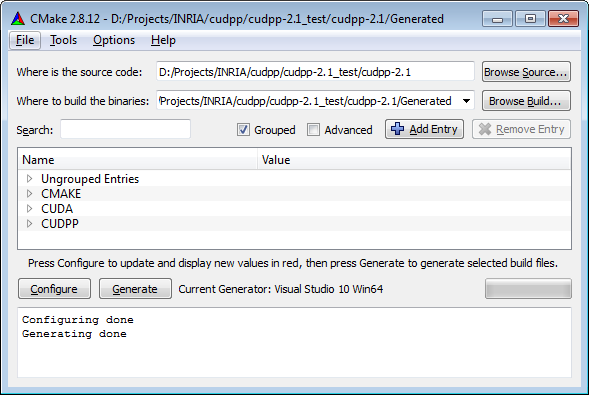 CMake 2.8.12 - D:/Projects/INRIA/cudpp/cudpp-2.1_test/cudpp-2.1/Generated
File Tools Options Help
Where is the source code: D:/Projects/INRIA/cudpp/cudpp-2.1_test/cudpp-2.1 Browse Source...
Where to build the binaries: /Projects/INRIA/cudpp/cudpp-2.1_test/cudpp-2.1/Generated Browse Build...
Search: Grouped Advanced Add Entry Remove Entry
Name Value
Ungrouped Entries
CMAKE
CUDA
CUDPP
Press Configure to update and display new values in red, then press Generate to generate selected build files.
Configure Generate Current Generator: Visual Studio 10 Win64
Configuring done
Generating done